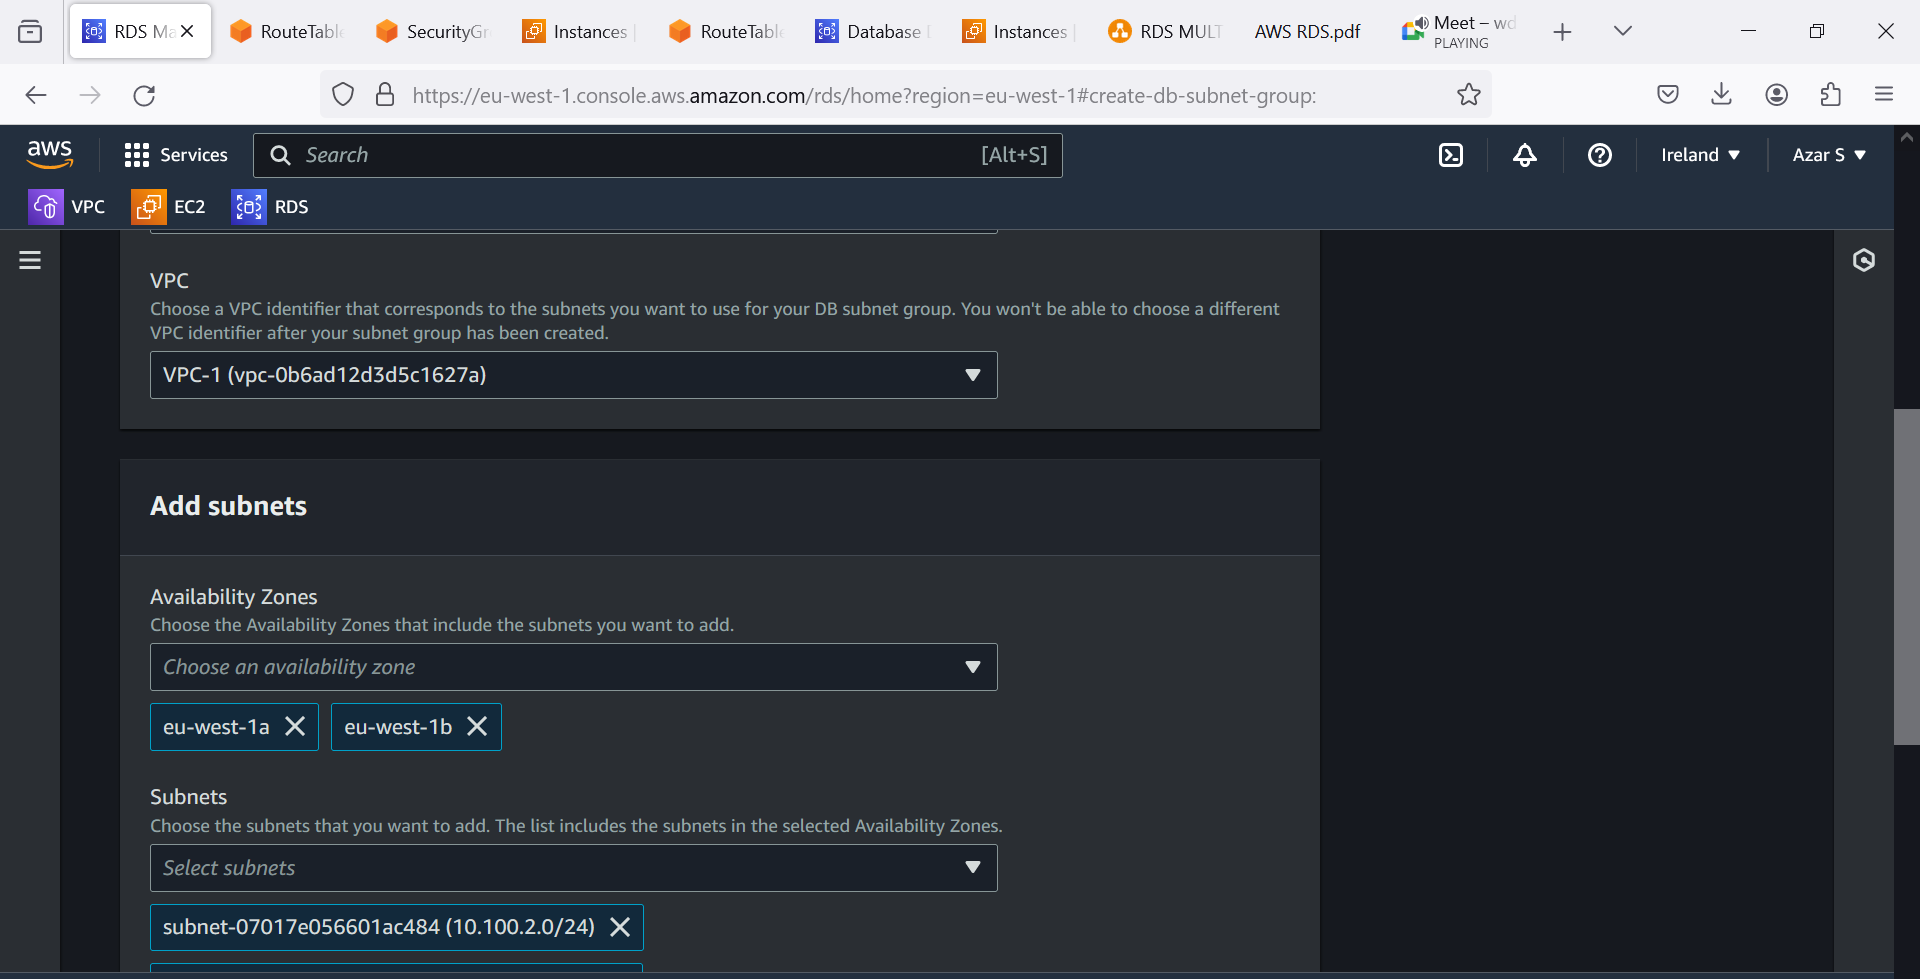 RDS Ma
RouteTabl
SecurityGr
Instances
RouteTabl
Database
Instances
RDS MULT
AWS RDS.pdf
Meet – wd
PLAYING
https://eu-west-1.console.aws.amazon.com/rds/home?region=eu-west-1#create-db-subnet-group:
aws
Services
Search
[Alt+S]
Ireland
Azar S
VPC
EC2
RDS
VPC
Choose a VPC identifier that corresponds to the subnets you want to use for your DB subnet group. You won't be able to choose a different
VPC identifier after your subnet group has been created.
VPC-1 (vpc-0b6ad12d3d5c1627a)
Add subnets
Availability Zones
Choose the Availability Zones that include the subnets you want to add.
Choose an availability zone
eu-west-1a
eu-west-1b
Subnets
Choose the subnets that you want to add. The list includes the subnets in the selected Availability Zones.
Select subnets
subnet-07017e056601ac484 (10.100.2.0/24)